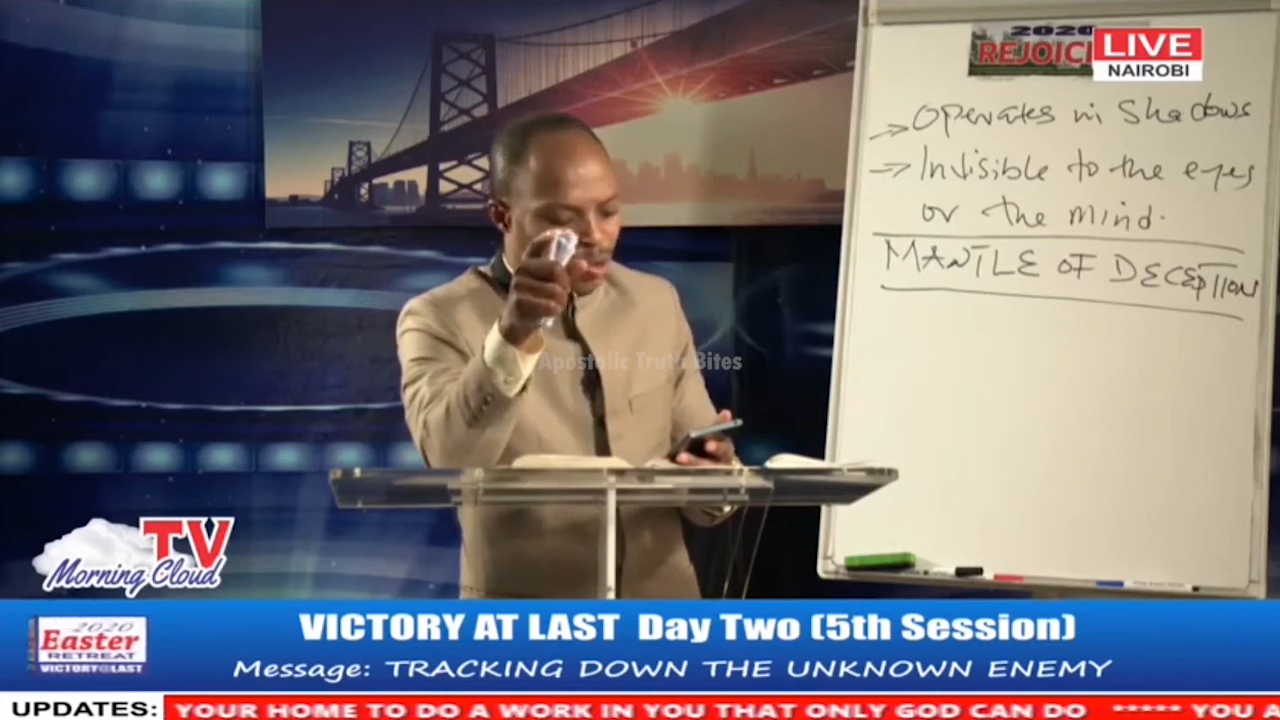 2020
REJOICI
LIVE
NAIROBI
→ Operates in Shadows
→ Invisible to the eyes
or the mind.
MANTLE OF DECEPTION
Apostolic Truth Bites
TV
Morning Cloud
2020
Easter
RETREAT
VICTORY@LAST
VICTORY AT LAST Day Two (5th Session)
Message: TRACKING DOWN THE UNKNOWN ENEMY
UPDATES: YOUR HOME TO DO A WORK IN YOU THAT ONLY GOD CAN DO ***** YOU A